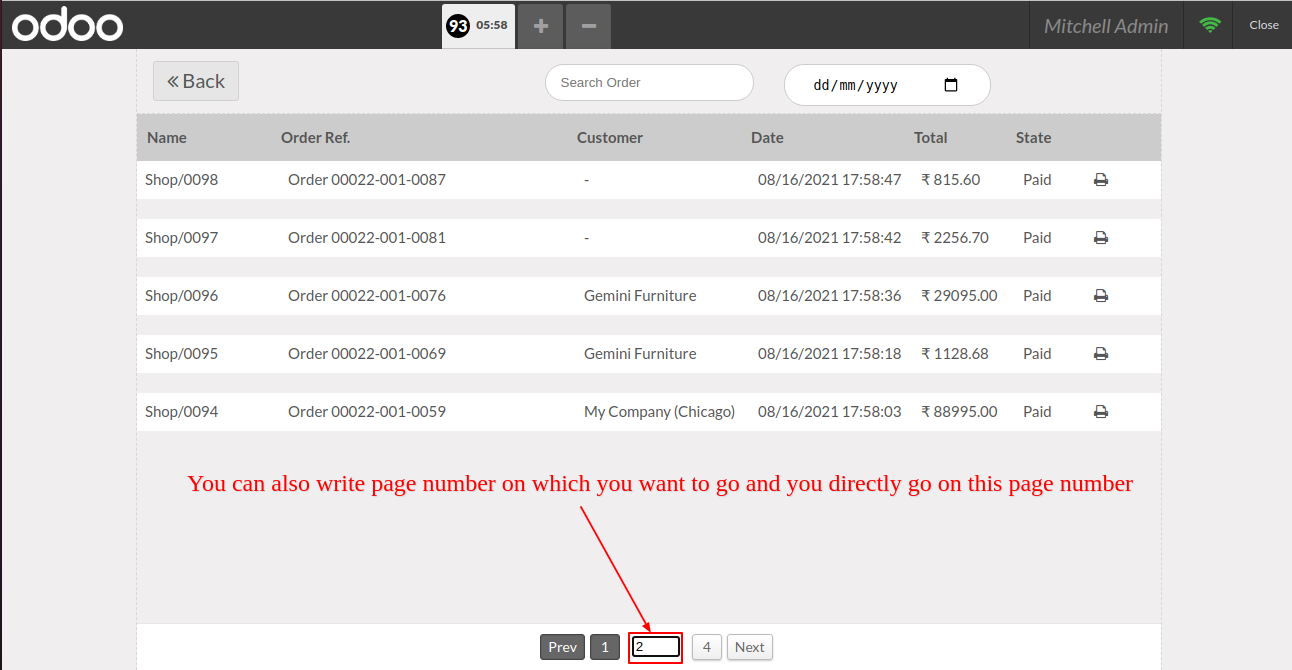 odoo 93 05:58 + − Mitchell Admin Close
« Back Search Order dd/mm/yyyy
Name Order Ref. Customer Date Total State
Shop/0098 Order 00022-001-0087 - 08/16/2021 17:58:47 ₹ 815.60 Paid
Shop/0097 Order 00022-001-0081 - 08/16/2021 17:58:42 ₹ 2256.70 Paid
Shop/0096 Order 00022-001-0076 Gemini Furniture 08/16/2021 17:58:36 ₹ 29095.00 Paid
Shop/0095 Order 00022-001-0069 Gemini Furniture 08/16/2021 17:58:18 ₹ 1128.68 Paid
Shop/0094 Order 00022-001-0059 My Company (Chicago) 08/16/2021 17:58:03 ₹ 88995.00 Paid
You can also write page number on which you want to go and you directly go on this page number
Prev 1 2 4 Next